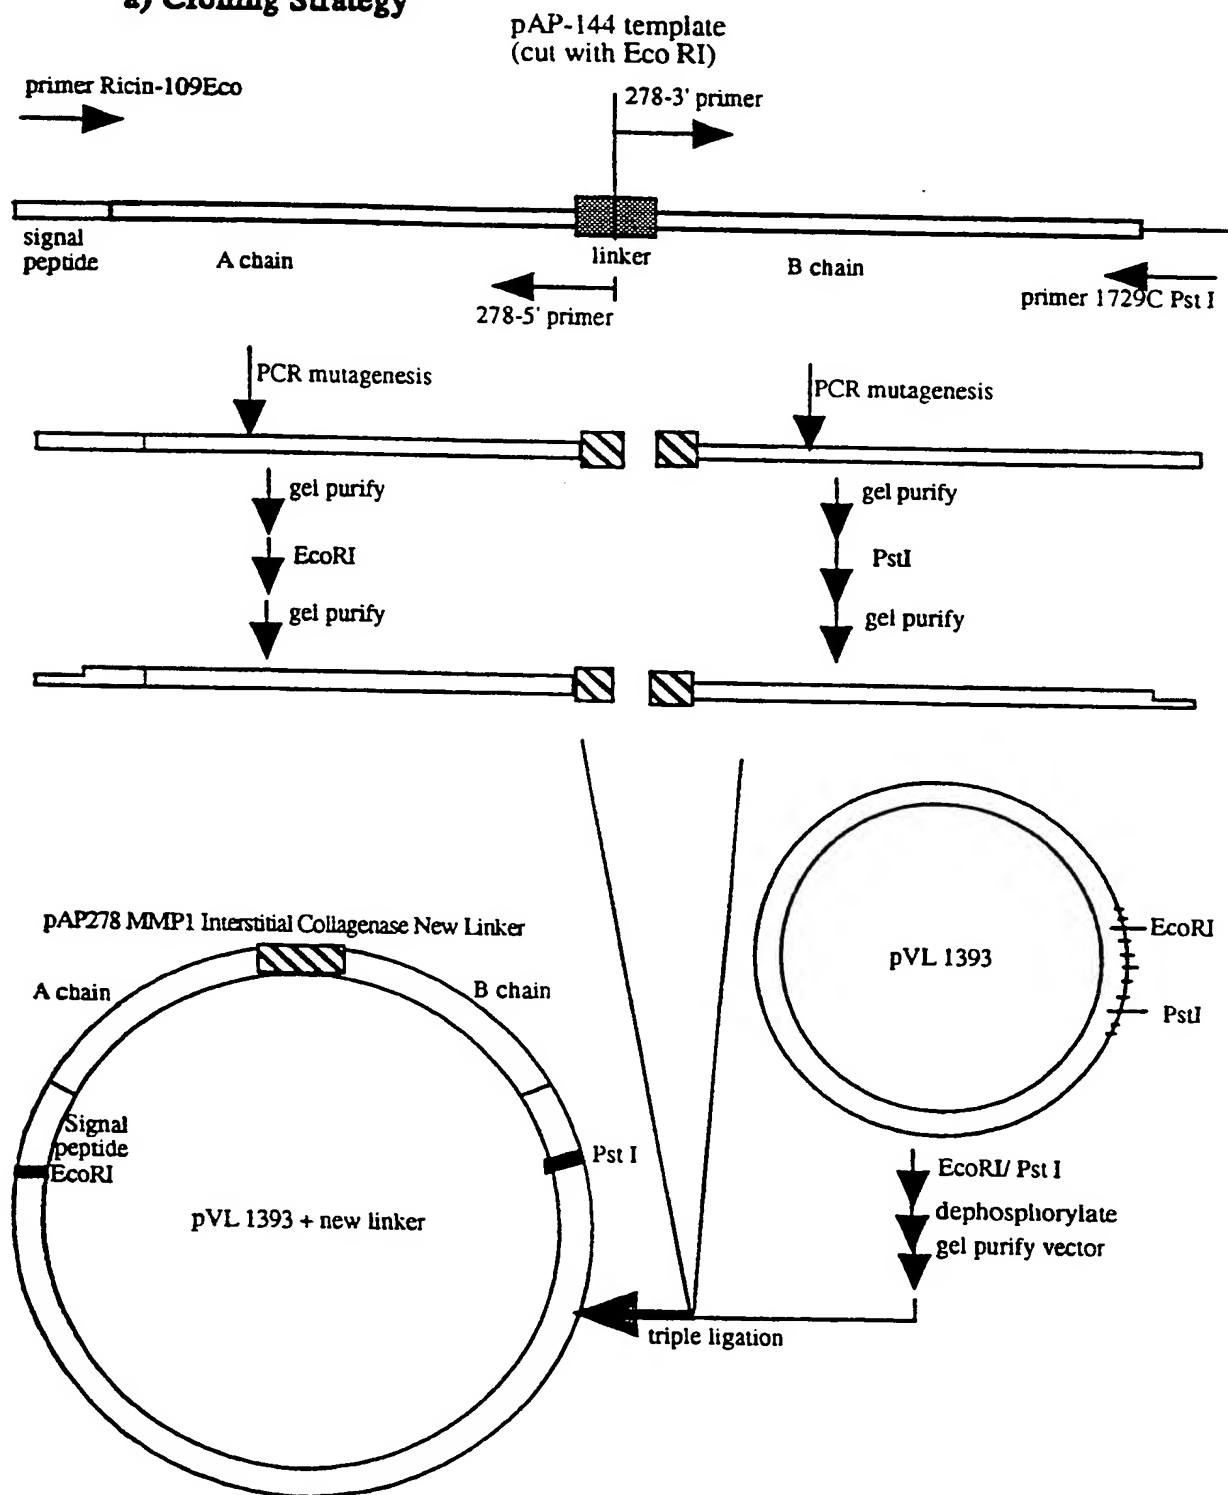 a) Cloning Strategy
pAP-144 template
(cut with Eco RI)
primer Ricin-109Eco
278-3' primer
signal
peptide
A chain
linker
B chain
278-5' primer
primer 1729C Pst I
PCR mutagenesis
PCR mutagenesis
gel purify
gel purify
EcoRI
PstI
gel purify
gel purify
pAP278 MMP1 Interstitial Collagenase New Linker
A chain
B chain
pVL 1393
EcoRI
PstI
Signal
peptide
EcoRI
Pst I
pVL 1393 + new linker
EcoRI/ Pst I
dephosphorylate
gel purify vector
triple ligation